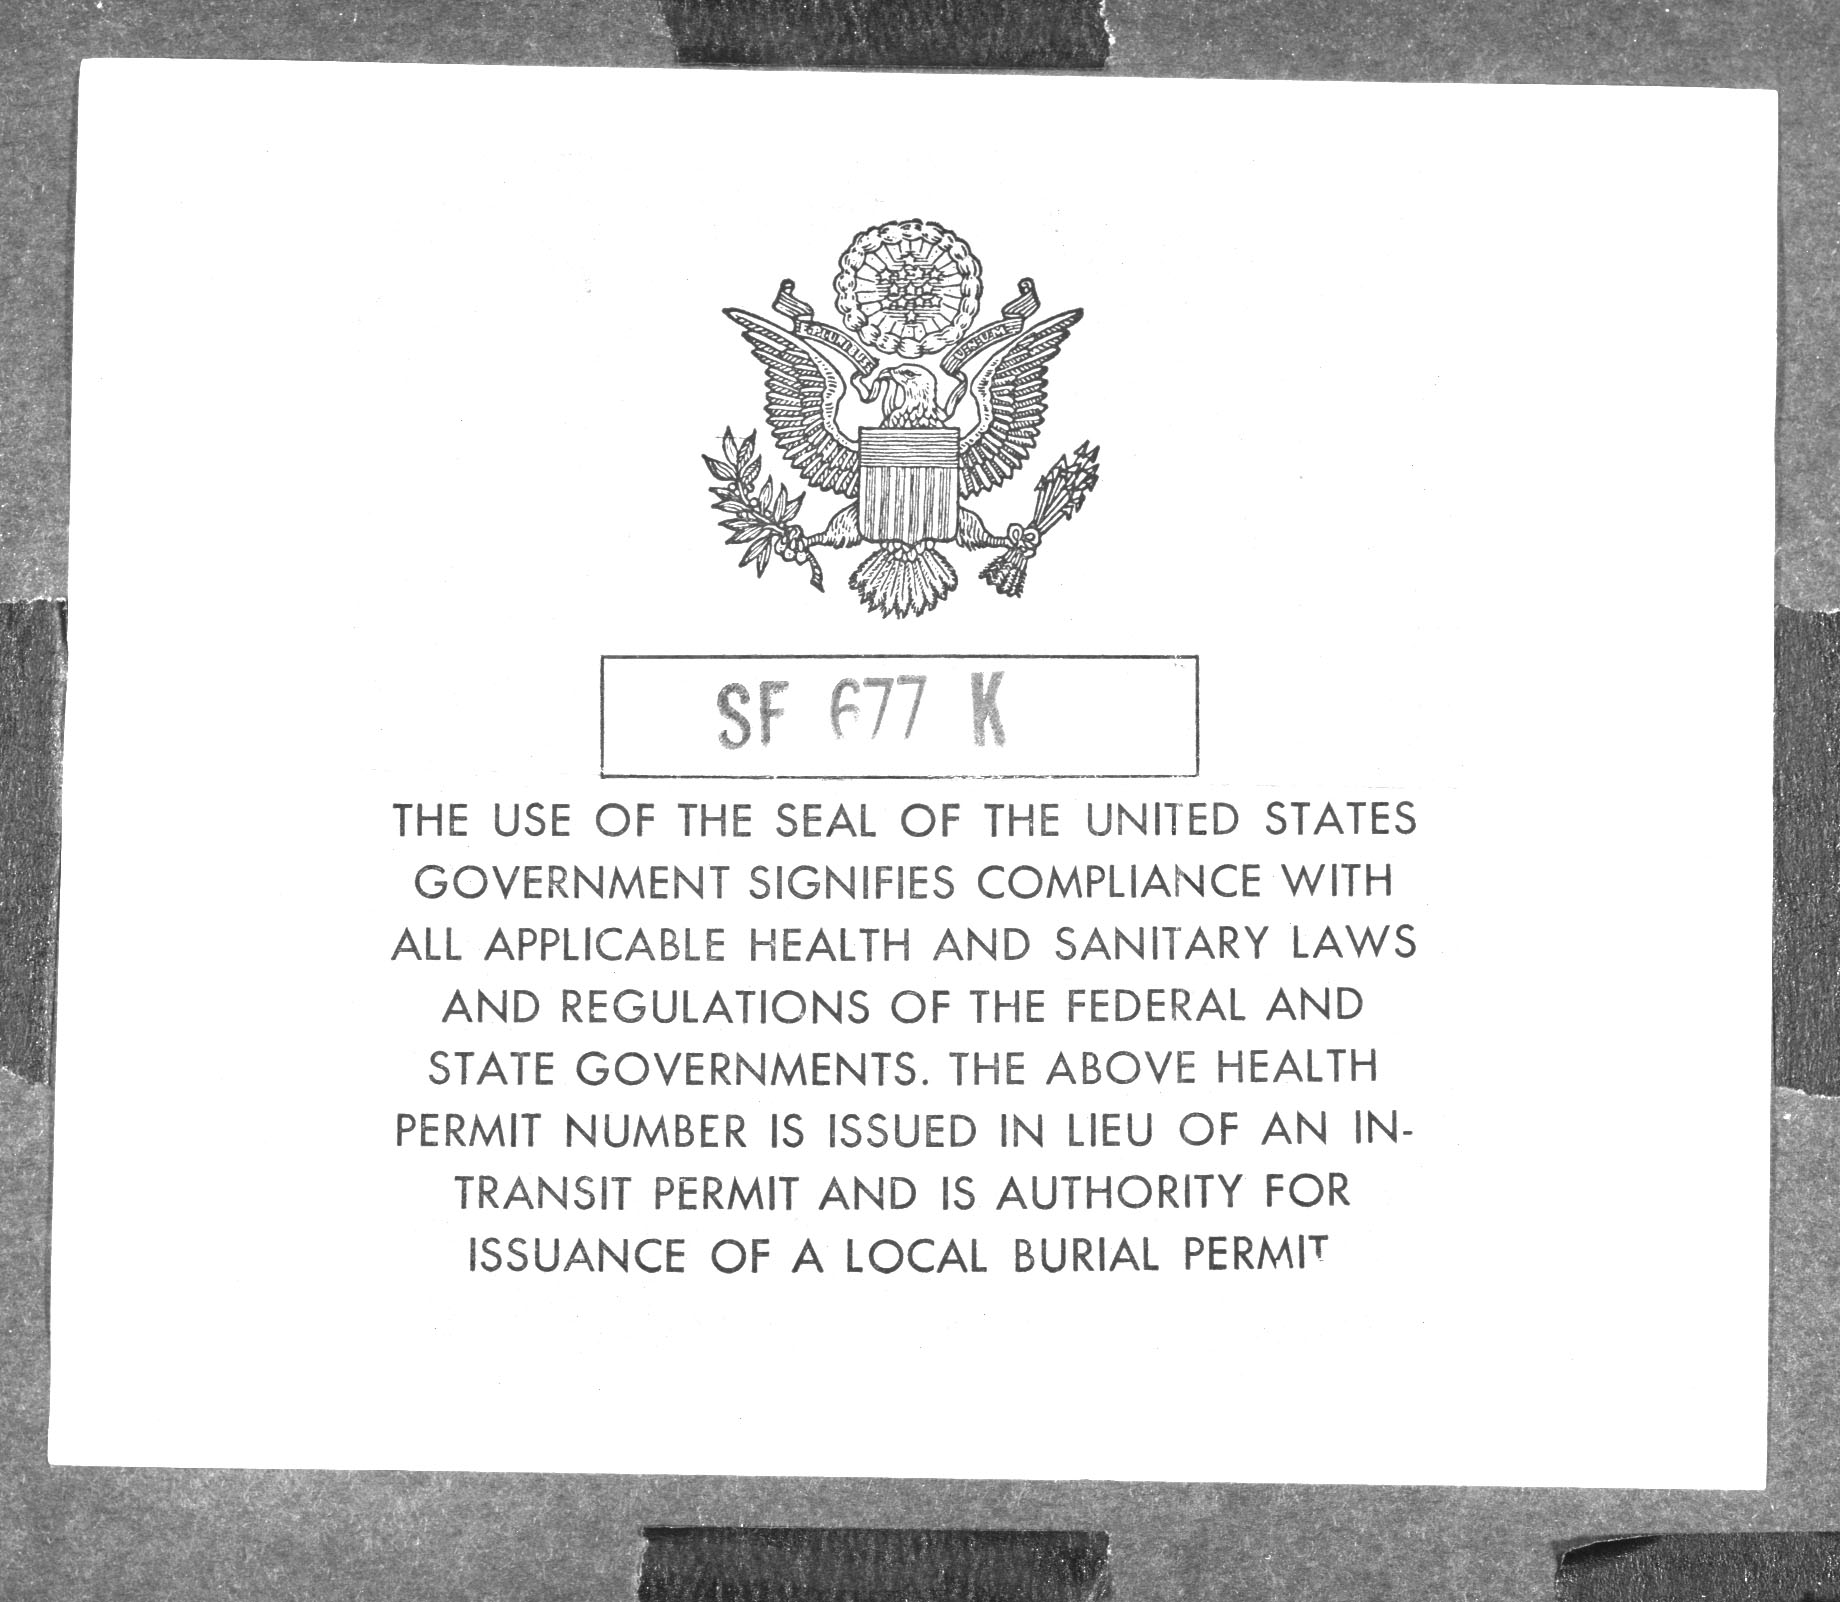 E PLURIBUS UNUM
SF 677 K
THE USE OF THE SEAL OF THE UNITED STATES
GOVERNMENT SIGNIFIES COMPLIANCE WITH
ALL APPLICABLE HEALTH AND SANITARY LAWS
AND REGULATIONS OF THE FEDERAL AND
STATE GOVERNMENTS. THE ABOVE HEALTH
PERMIT NUMBER IS ISSUED IN LIEU OF AN IN-
TRANSIT PERMIT AND IS AUTHORITY FOR
ISSUANCE OF A LOCAL BURIAL PERMIT